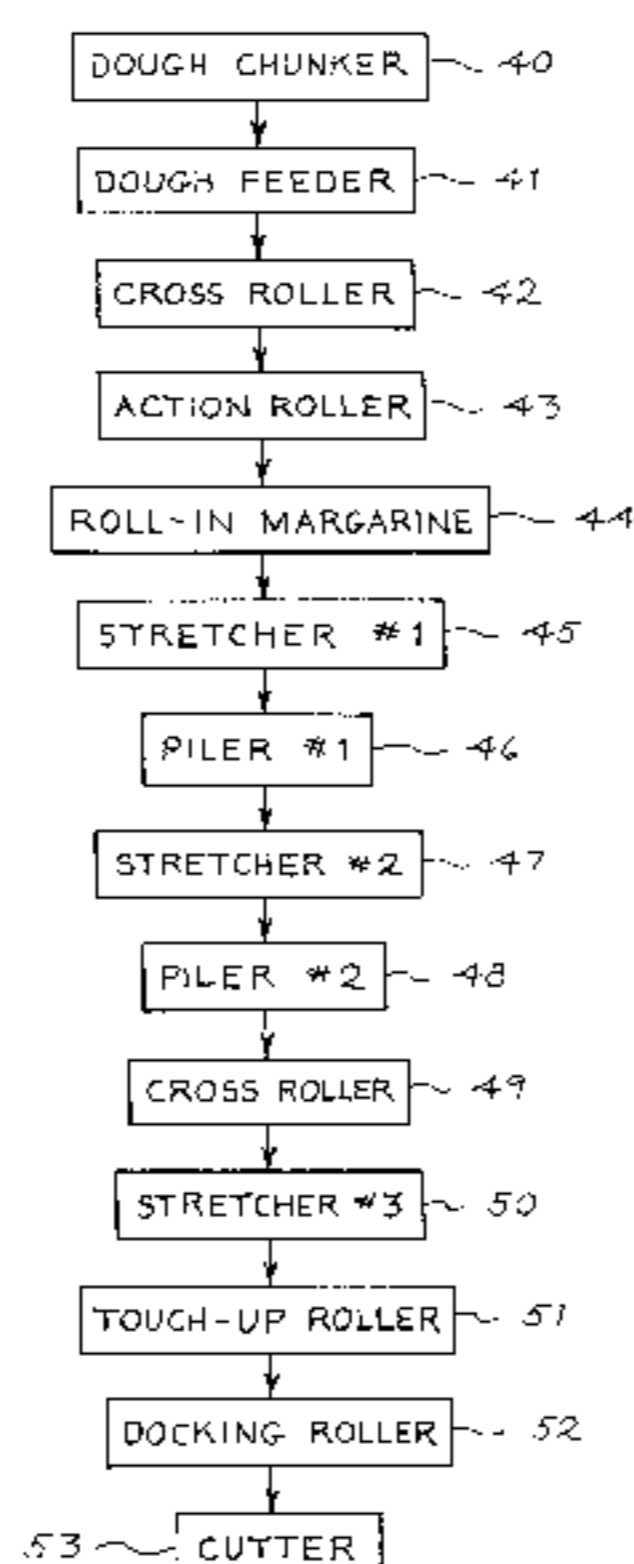 DOUGH CHUNKER 40
DOUGH FEEDER 41
CROSS ROLLER 42
ACTION ROLLER 43
ROLL-IN MARGARINE 44
STRETCHER #1 45
PILER #1 46
STRETCHER #2 47
PILER #2 48
CROSS ROLLER 49
STRETCHER #3 50
TOUCH-UP ROLLER 51
DOCKING ROLLER 52
53 CUTTER